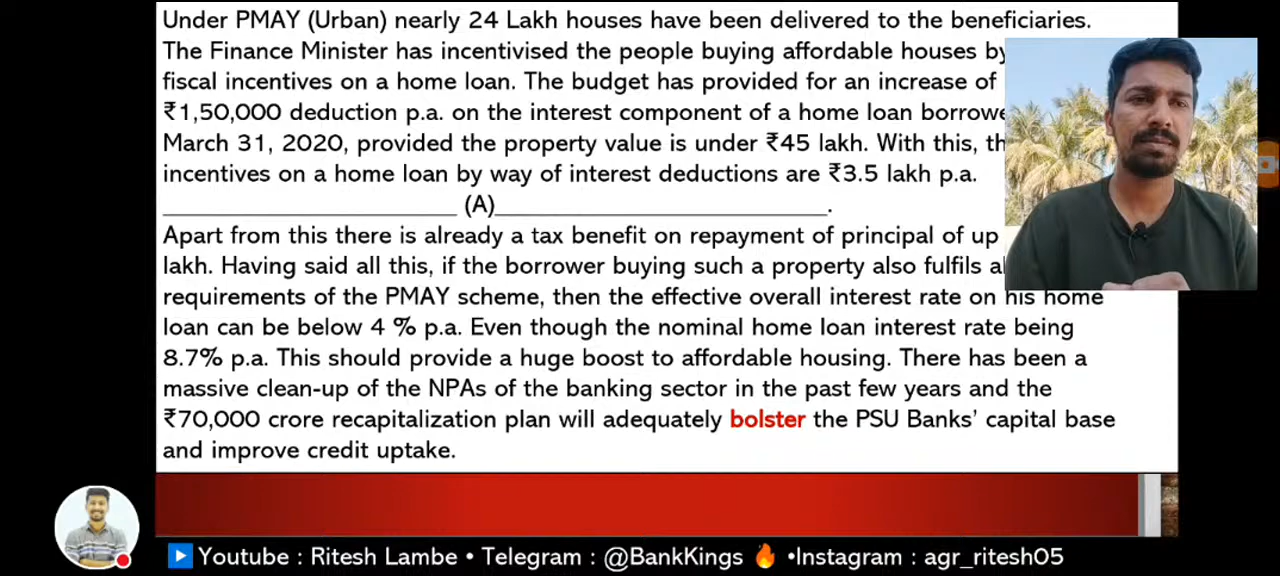 Under PMAY (Urban) nearly 24 Lakh houses have been delivered to the beneficiaries.
The Finance Minister has incentivised the people buying affordable houses by
fiscal incentives on a home loan. The budget has provided for an increase of
₹1,50,000 deduction p.a. on the interest component of a home loan
March 31, 2020, provided the property value is under ₹45 lakh. With this,
incentives on a home loan by way of interest deductions are ₹3.5 lakh p.a.
____________________ (A)_______________________.
Apart from this there is already a tax benefit on repayment of principal of up
lakh. Having said all this, if the borrower buying such a property also fulfils
requirements of the PMAY scheme, then the effective overall interest rate on his home
loan can be below 4 % p.a. Even though the nominal home loan interest rate being
8.7% p.a. This should provide a huge boost to affordable housing. There has been a
massive clean-up of the NPAs of the banking sector in the past few years and the
₹70,000 crore recapitalization plan will adequately bolster the PSU Banks' capital base
and improve credit uptake.
Youtube : Ritesh Lambe • Telegram : @BankKings 🔥 •Instagram : agr_ritesh05